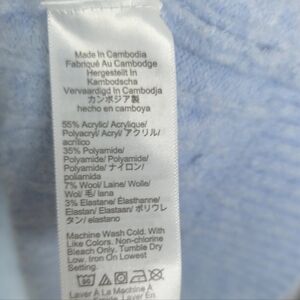 Made In Cambodia
Fabriqué Au Cambodge
Hergestellt In
Kambodscha
Vervaardigd In Cambodja
カンボジア製
hecho en camboya
55% Acrylic/ Acrylique/
Polyacryl/ Acryl/ アクリル/
acrílico
35% Polyamide/
Polyamide/ Polyamide/
Polyamide/ ナイロン/
poliamida
7% Wool/ Laine/ Wolle/
Wol/ 毛/ lana
3% Elastane/ Élasthanne/
Elastan/ Elastaan/ ポリウレ
タン/ elastano
Machine Wash Cold. With
Like Colors. Non-chlorine
Bleach Only, Tumble Dry
Low, Iron On Lowest
Setting
Laver À La Machine À